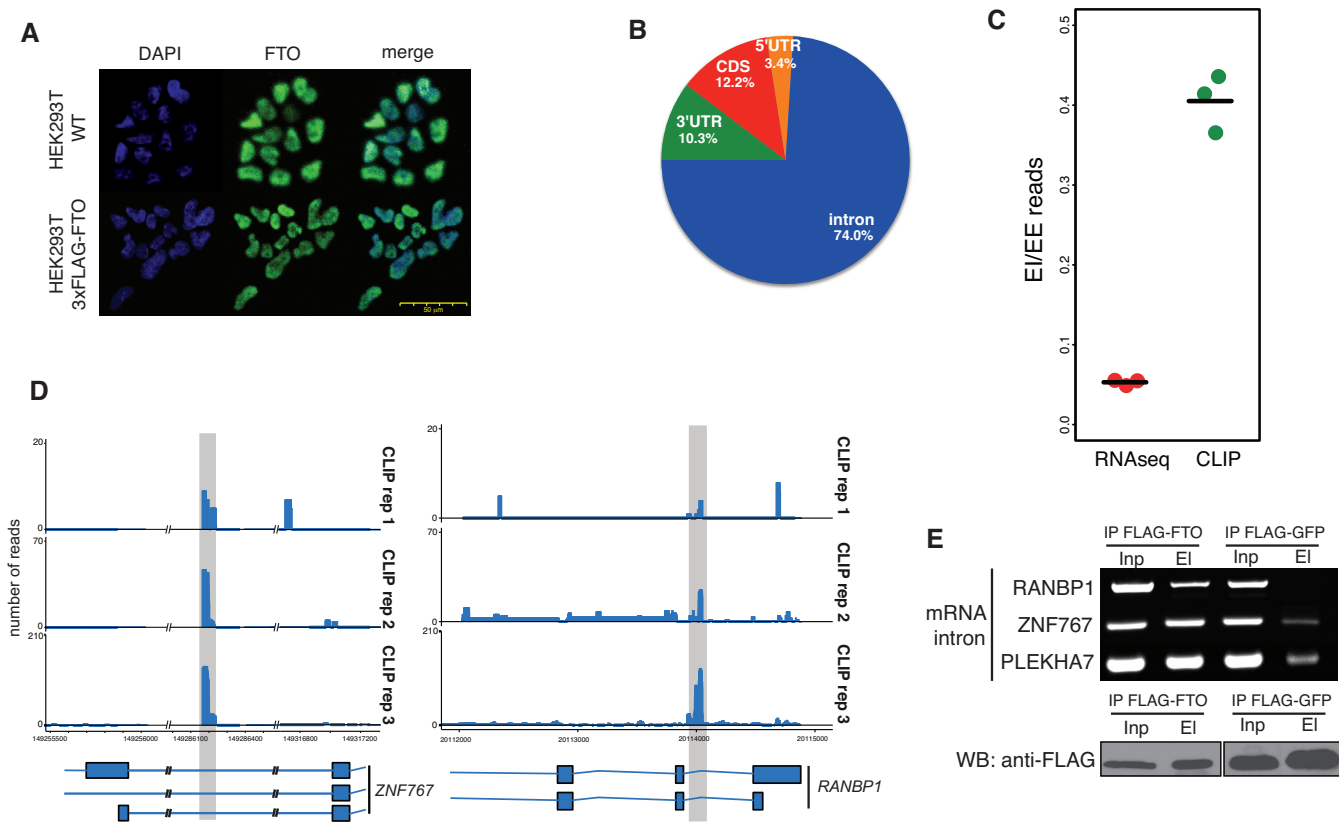 A
DAPI
FTO
merge
HEK293T
WT
HEK293T
3xFLAG-FTO
50 µm
B
5'UTR
3.4%
CDS
12.2%
3'UTR
10.3%
intron
74.0%
C
EI/EE reads
0.5
0.4
0.3
0.2
0.1
0.0
RNAseq
CLIP
D
number of reads
20
0
CLIP rep 1
70
0
CLIP rep 2
210
0
CLIP rep 3
149255500
149256000
149286100
149286400
149316800
149317200
ZNF767
20
0
CLIP rep 1
70
0
CLIP rep 2
210
0
CLIP rep 3
20112000
20113000
20114000
20115000
RANBP1
E
IP FLAG-FTO
IP FLAG-GFP
Inp
El
Inp
El
mRNA
intron
RANBP1
ZNF767
PLEKHA7
IP FLAG-FTO
IP FLAG-GFP
Inp
El
Inp
El
WB: anti-FLAG